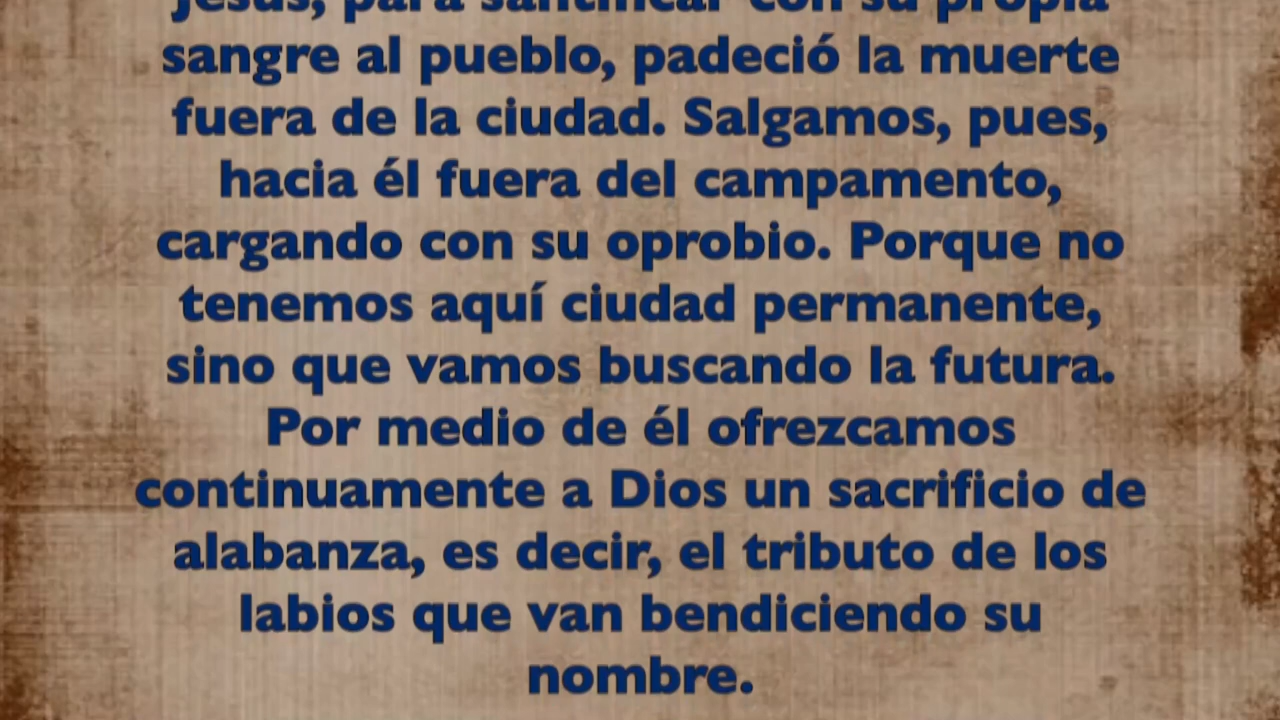 Jesús, para santificar con su propia
sangre al pueblo, padeció la muerte
fuera de la ciudad. Salgamos, pues,
hacia él fuera del campamento,
cargando con su oprobio. Porque no
tenemos aquí ciudad permanente,
sino que vamos buscando la futura.
Por medio de él ofrezcamos
continuamente a Dios un sacrificio de
alabanza, es decir, el tributo de los
labios que van bendiciendo su
nombre.